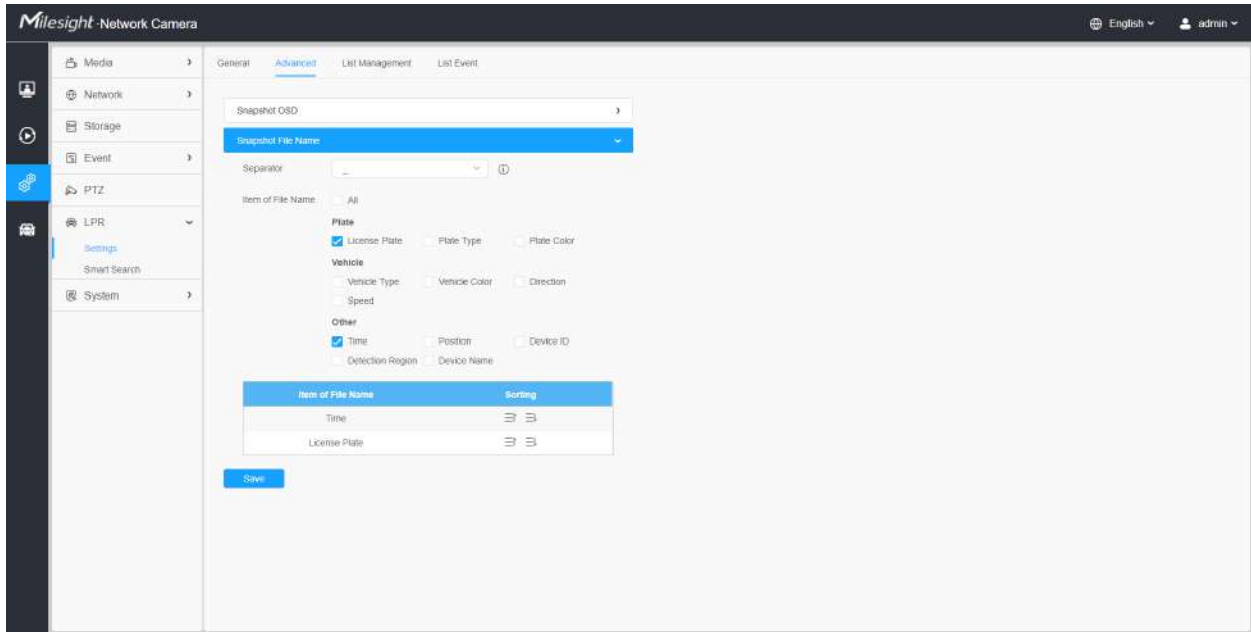 Milesight -Network Camera
English
admin
Media
Network
Storage
Event
PTZ
LPR
Settings
Smart Search
System
General Advanced List Management List Event
Snapshot OSD
Snapshot File Name
Separator _
Item of File Name All
Plate
License Plate Plate Type Plate Color
Vehicle
Vehicle Type Vehicle Color Direction
Speed
Other
Time Position Device ID
Detection Region Device Name
Item of File Name Sorting
Time
License Plate
Save